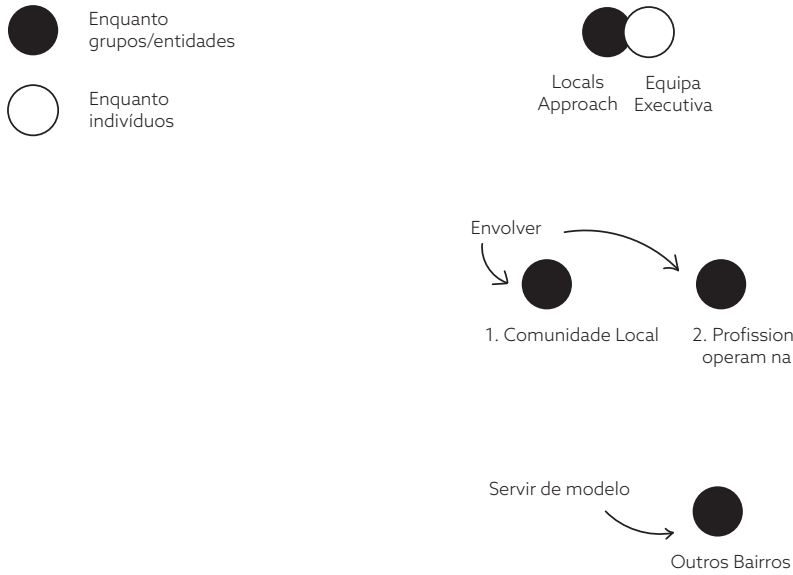 Enquanto
grupos/entidades
Enquanto
indivíduos
Locals
Approach
Equipa
Executiva
Envolver
1. Comunidade Local
2. Profission
operam na
Servir de modelo
Outros Bairros